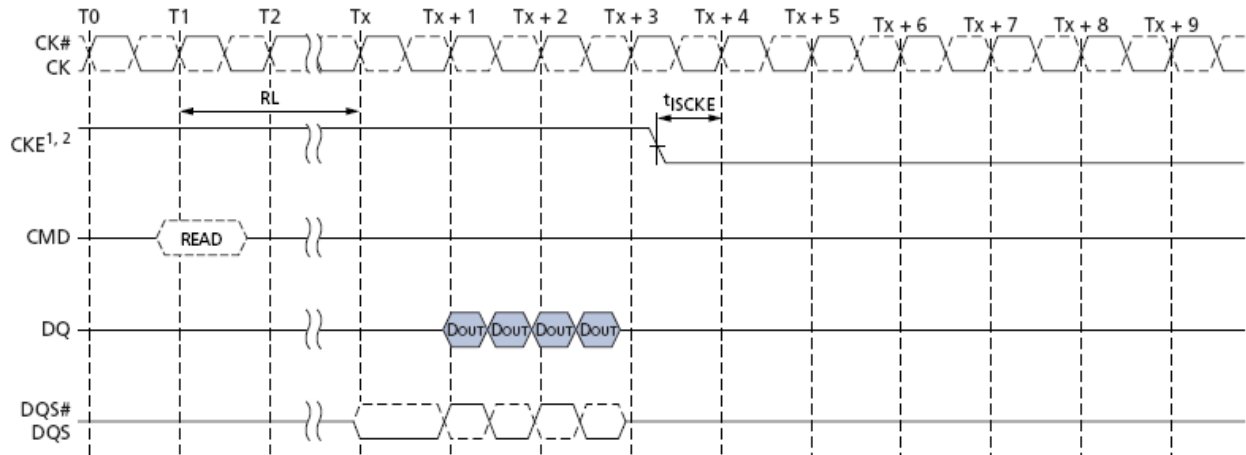 T0 T1 T2 Tx Tx + 1 Tx + 2 Tx + 3 Tx + 4 Tx + 5 Tx + 6 Tx + 7 Tx + 8 Tx + 9
CK#
CK
RL
tISCKE
CKE1, 2
CMD READ
DQ DOUT DOUT DOUT DOUT
DQS#
DQS